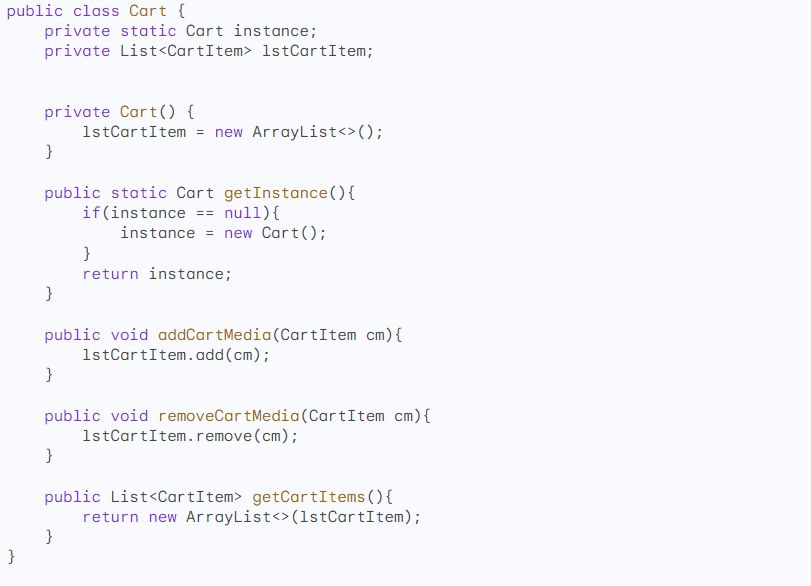 public class Cart {
    private static Cart instance;
    private List<CartItem> lstCartItem;


    private Cart() {
        lstCartItem = new ArrayList<>();
    }

    public static Cart getInstance(){
        if(instance == null){
            instance = new Cart();
        }
        return instance;
    }

    public void addCartMedia(CartItem cm){
        lstCartItem.add(cm);
    }

    public void removeCartMedia(CartItem cm){
        lstCartItem.remove(cm);
    }

    public List<CartItem> getCartItems(){
        return new ArrayList<>(lstCartItem);
    }
}